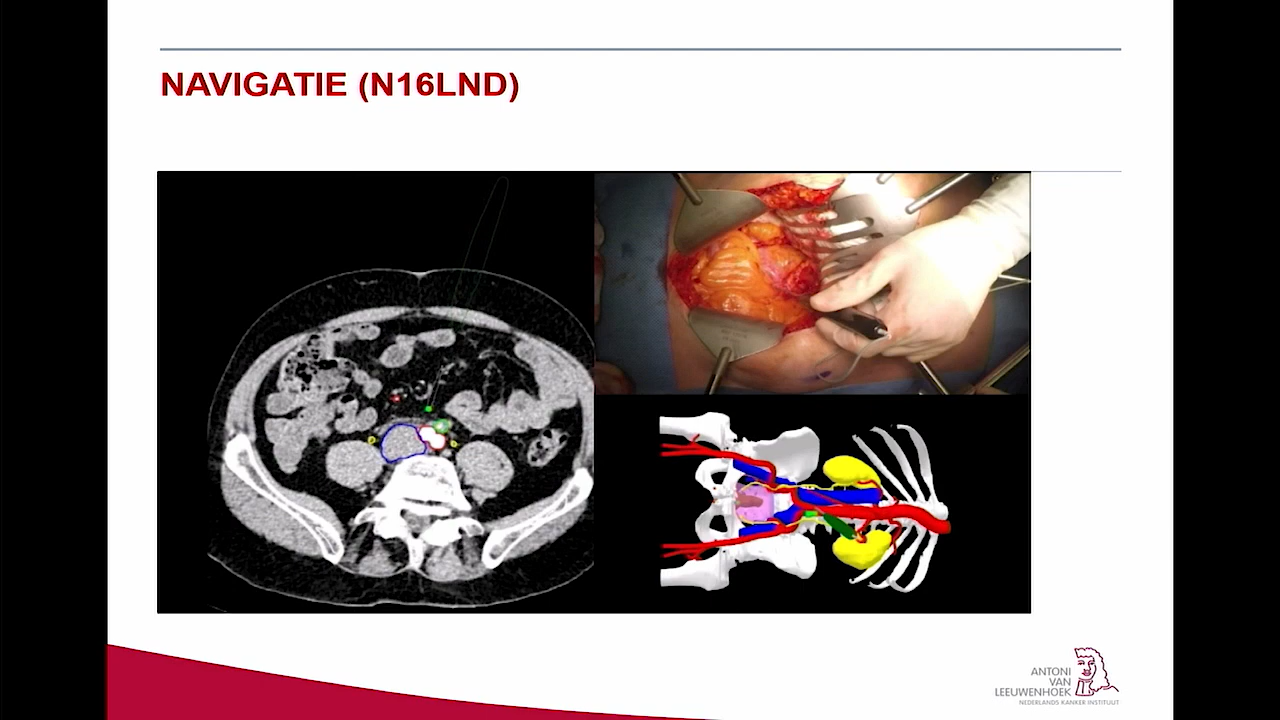 NAVIGATIE (N16LND)
ANTONI
VAN
LEEUWENHOEK
NEDERLANDS KANKER INSTITUUT